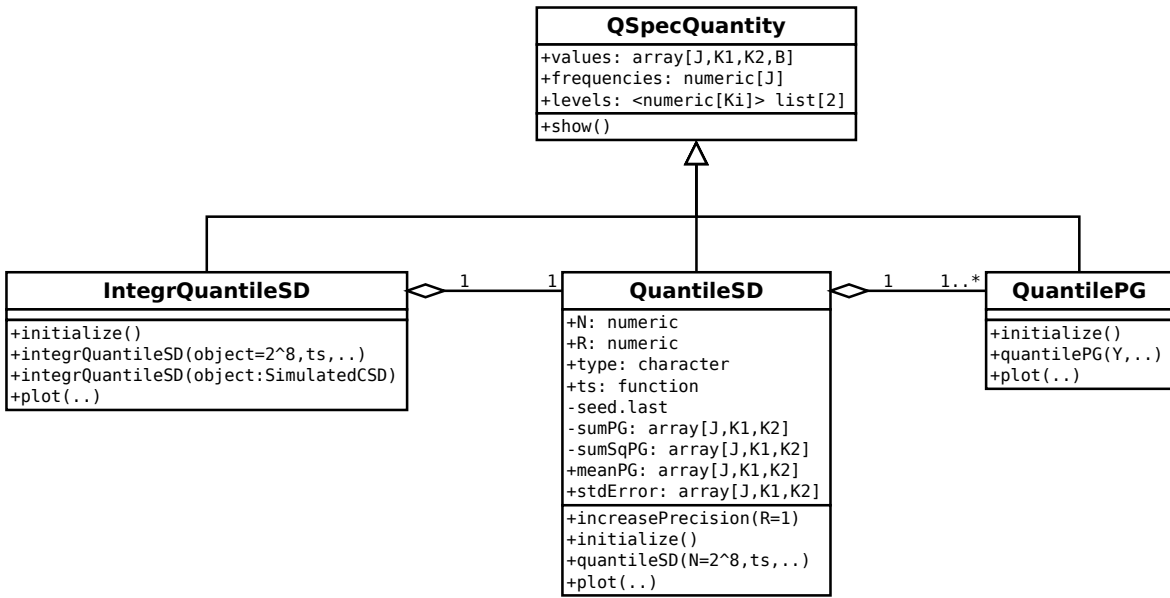 QSpecQuantity
+values: array[J,K1,K2,B]
+frequencies: numeric[J]
+levels: <numeric[Ki]> list[2]
+show()
IntegrQuantileSD
+initialize()
+integrQuantileSD(object=2^8,ts,..)
+integrQuantileSD(object:SimulatedCSD)
+plot(..)
1 1
QuantileSD
+N: numeric
+R: numeric
+type: character
+ts: function
-seed.last
-sumPG: array[J,K1,K2]
-sumSqPG: array[J,K1,K2]
+meanPG: array[J,K1,K2]
+stdError: array[J,K1,K2]
+increasePrecision(R=1)
+initialize()
+quantileSD(N=2^8,ts,..)
+plot(..)
1 1..*
QuantilePG
+initialize()
+quantilePG(Y,..)
+plot(..)